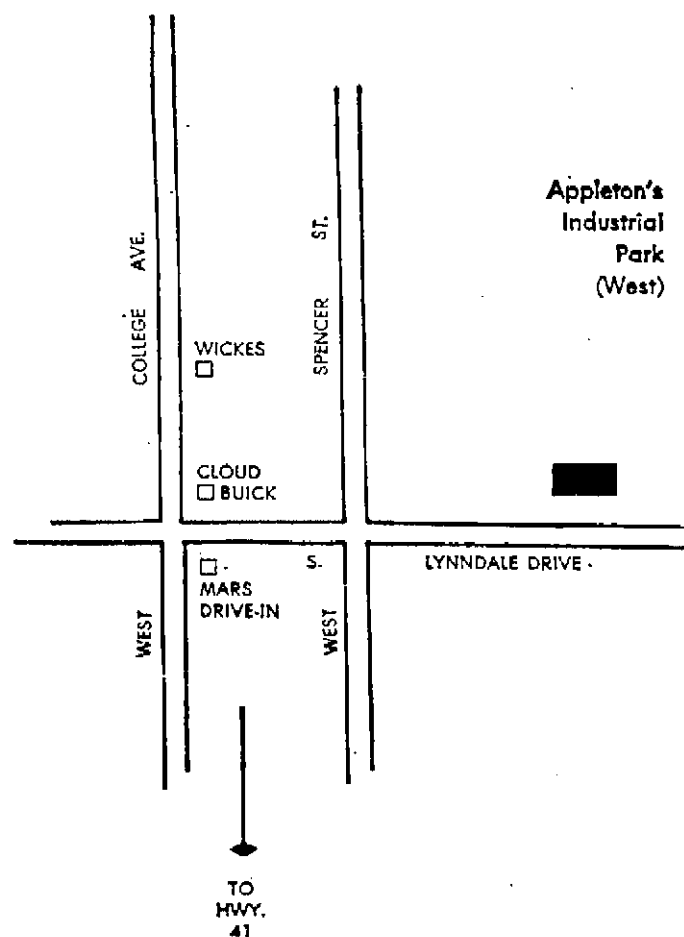 Appleton's
Industrial
Park
(West)
WEST COLLEGE AVE.
WEST SPENCER ST.
WICKES
CLOUD
BUICK
S. LYNNDALE DRIVE
MARS
DRIVE-IN
TO
HWY.
41